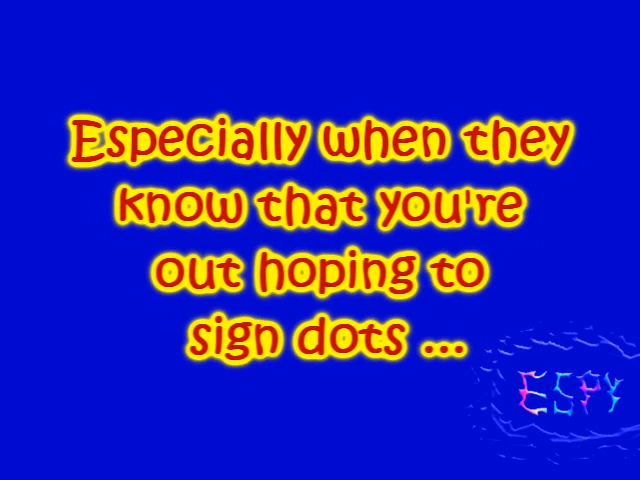 Especially when they
know that you're
out hoping to
sign dots ...
ESPY